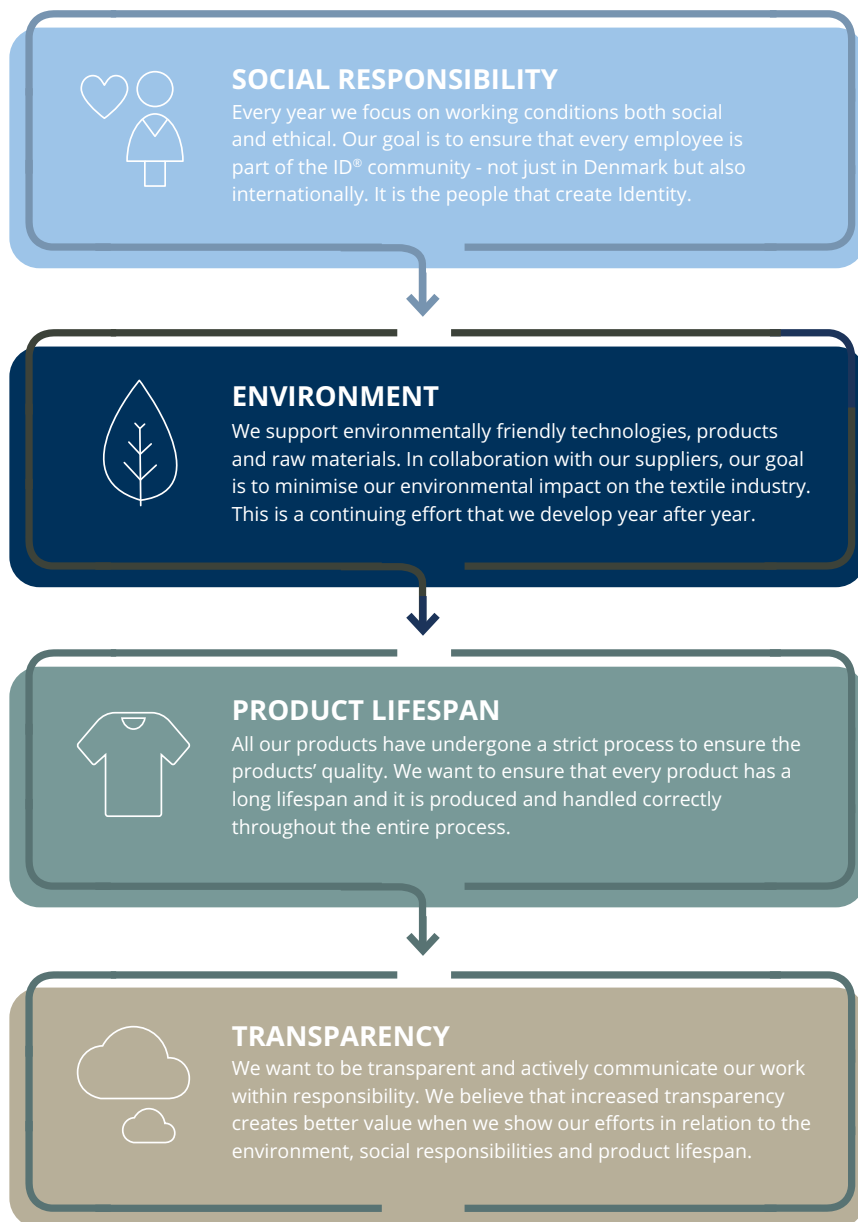 SOCIAL RESPONSIBILITY
Every year we focus on working conditions both social
and ethical. Our goal is to ensure that every employee is
part of the ID® community - not just in Denmark but also
internationally. It is the people that create Identity.
ENVIRONMENT
We support environmentally friendly technologies, products
and raw materials. In collaboration with our suppliers, our goal
is to minimise our environmental impact on the textile industry.
This is a continuing effort that we develop year after year.
PRODUCT LIFESPAN
All our products have undergone a strict process to ensure the
products’ quality. We want to ensure that every product has a
long lifespan and it is produced and handled correctly
throughout the entire process.
TRANSPARENCY
We want to be transparent and actively communicate our work
within responsibility. We believe that increased transparency
creates better value when we show our efforts in relation to the
environment, social responsibilities and product lifespan.